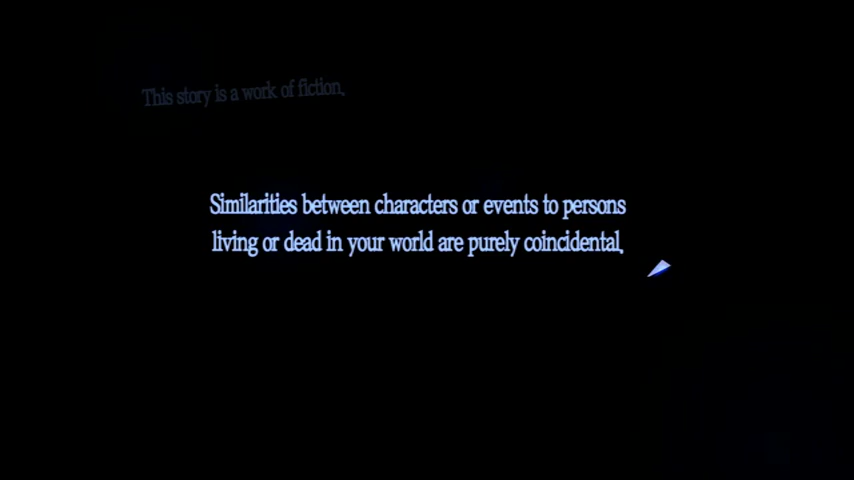 This story is a work of fiction.
Similarities between characters or events to persons
living or dead in your world are purely coincidental.